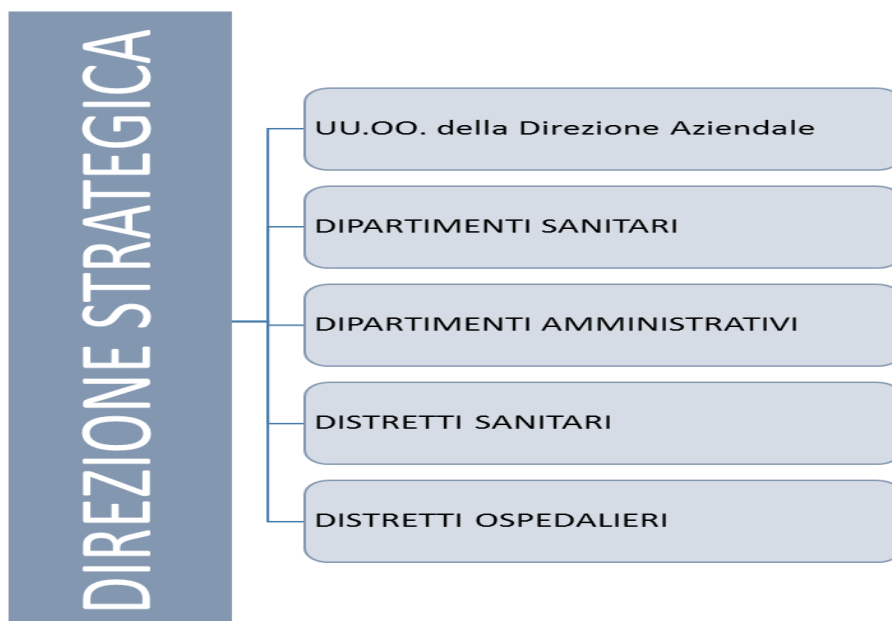 DIREZIONE STRATEGICA
UU.OO. della Direzione Aziendale
DIPARTIMENTI SANITARI
DIPARTIMENTI AMMINISTRATIVI
DISTRETTI SANITARI
DISTRETTI OSPEDALIERI